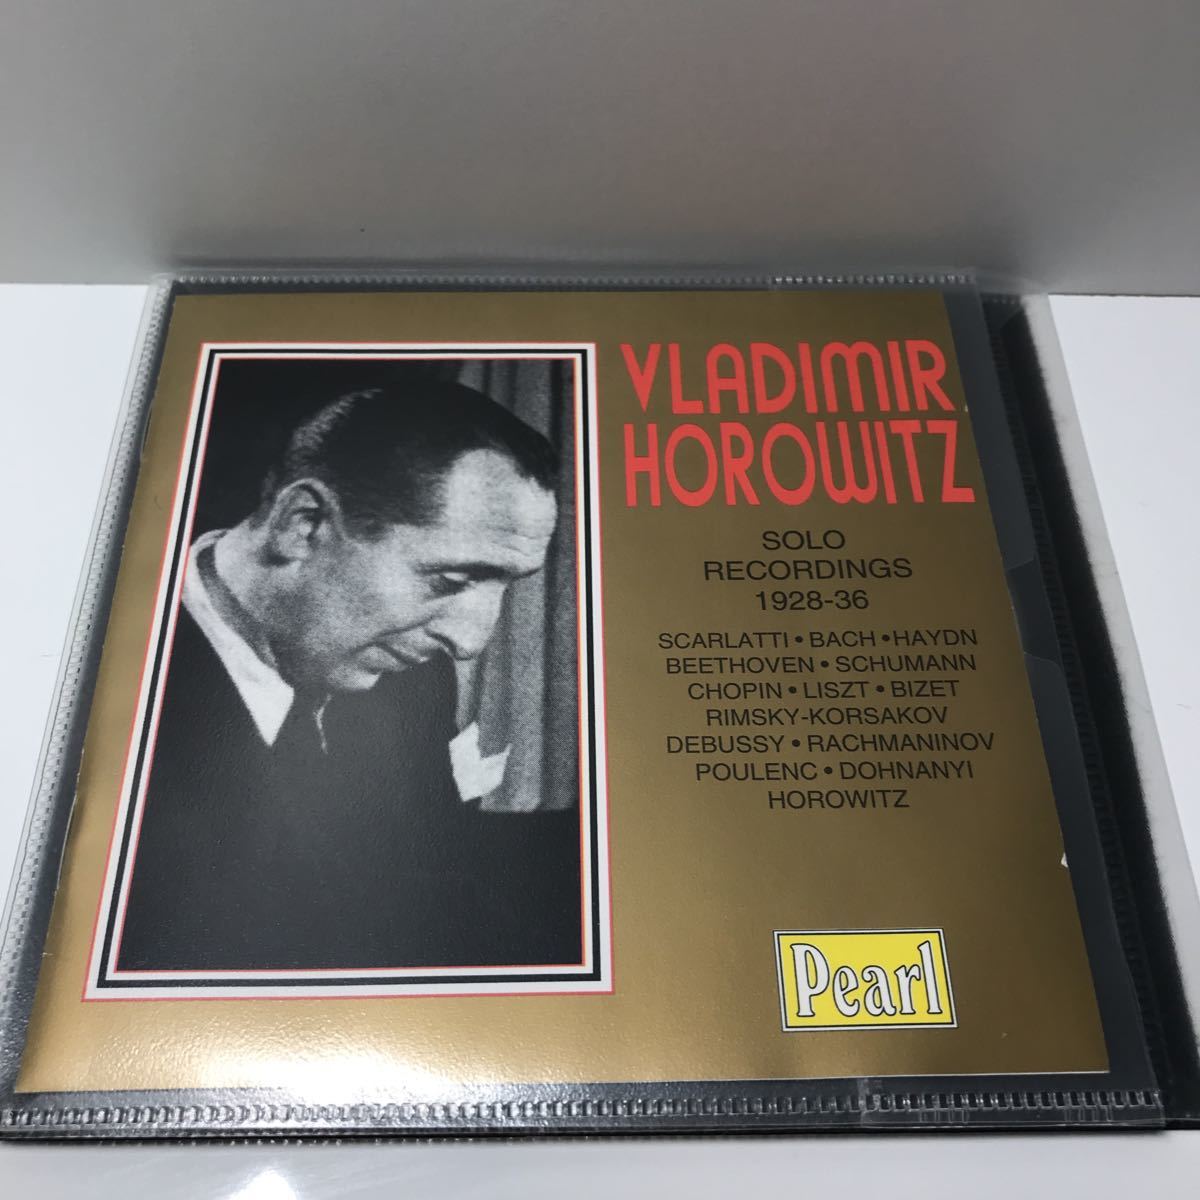 VLADIMIR
HOROWITZ
SOLO
RECORDINGS
1928-36
SCARLATTI • BACH • HAYDN
BEETHOVEN • SCHUMANN
CHOPIN • LISZT • BIZET
RIMSKY-KORSAKOV
DEBUSSY • RACHMANINOV
POULENC • DOHNANYI
HOROWITZ
Pearl